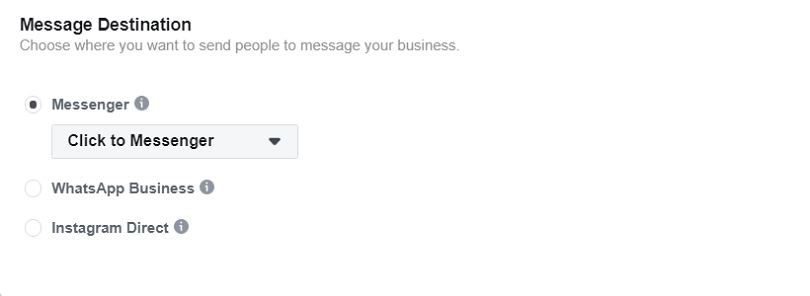 Message Destination
Choose where you want to send people to message your business.
Messenger
Click to Messenger
WhatsApp Business
Instagram Direct